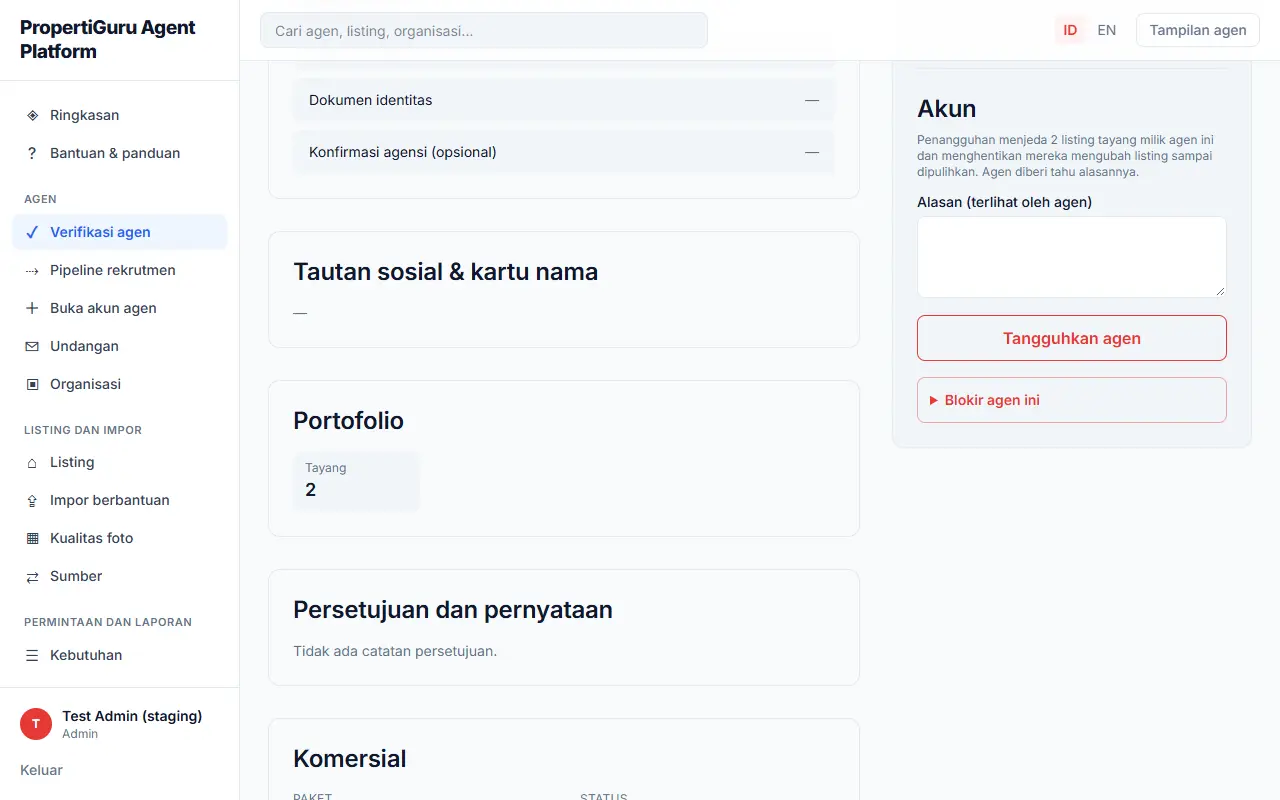 PropertiGuru Agent
Platform
Ringkasan
? Bantuan & panduan
AGEN
Verifikasi agen
Pipeline rekrutmen
Buka akun agen
Undangan
Organisasi
LISTING DAN IMPOR
Listing
Impor berbantuan
Kualitas foto
Sumber
PERMINTAAN DAN LAPORAN
Kebutuhan
T
Test Admin (staging)
Admin
Keluar
Cari agen, listing, organisasi...
ID EN Tampilan agen
Dokumen identitas —
Konfirmasi agensi (opsional) —
Tautan sosial & kartu nama
—
Portofolio
Tayang
2
Persetujuan dan pernyataan
Tidak ada catatan persetujuan.
Komersial
PAKET STATUS
Akun
Penangguhan menjeda 2 listing tayang milik agen ini
dan menghentikan mereka mengubah listing sampai
dipulihkan. Agen diberi tahu alasannya.
Alasan (terlihat oleh agen)
Tangguhkan agen
Blokir agen ini